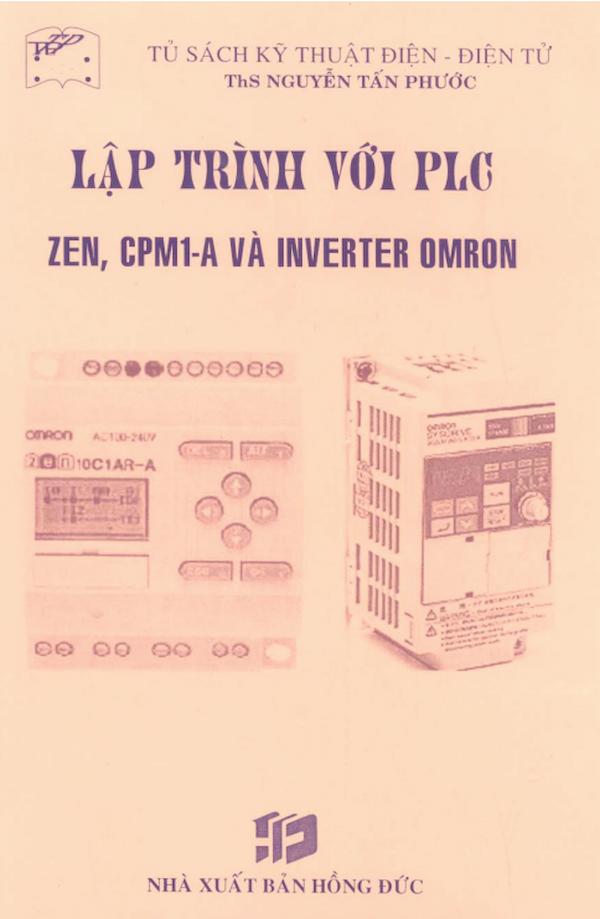 TỦ SÁCH KỸ THUẬT ĐIỆN - ĐIỆN TỬ
ThS NGUYỄN TẤN PHƯỚC
LẬP TRÌNH VỚI PLC
ZEN, CPM1-A VÀ INVERTER OMRON
OMRON AC100-240V
zen 10C1AR-A
OMRON
NHÀ XUẤT BẢN HỒNG ĐỨC